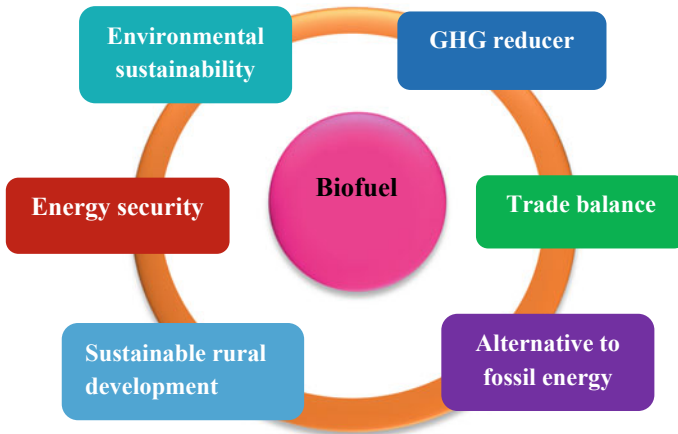 Environmental
sustainability
GHG reducer
Biofuel
Energy security
Trade balance
Sustainable rural
development
Alternative to
fossil energy